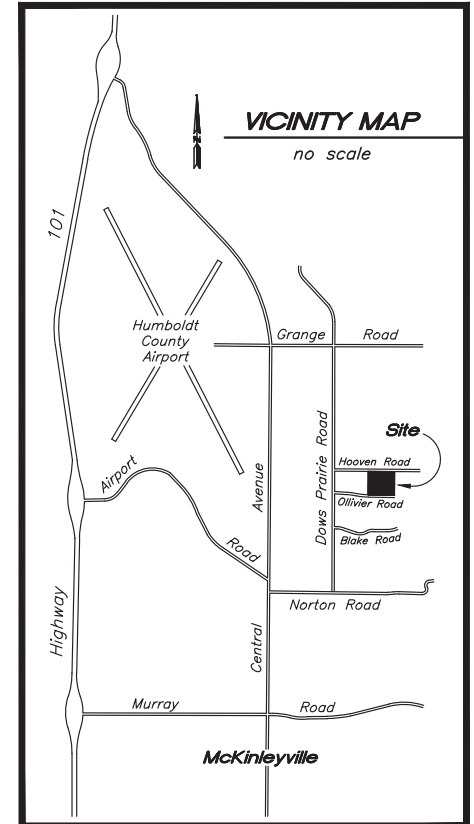 VICINITY MAP
no scale
N
101
Humboldt
County
Airport
Grange Road
Dows Prairie Road
Site
Hooven Road
Ollivier Road
Blake Road
Airport Road
Central Avenue
Norton Road
Highway
Murray Road
McKinleyville